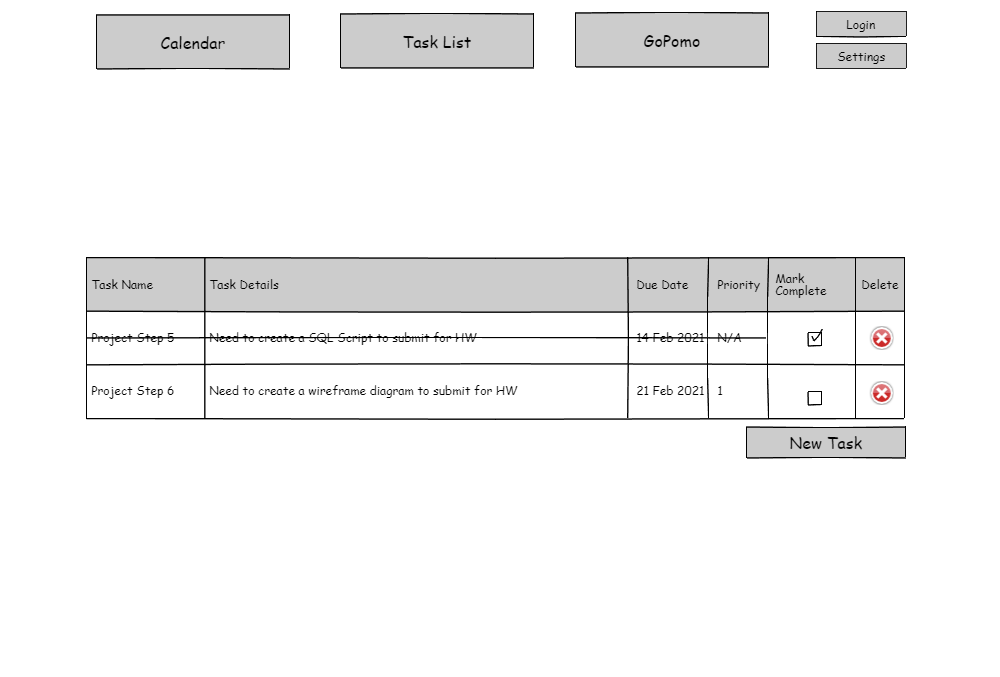 Calendar
Task List
GoPomo
Login
Settings
Task Name
Task Details
Due Date
Priority
Mark
Complete
Delete
Project Step 5
Need to create a SQL Script to submit for HW
14 Feb 2021
N/A
Project Step 6
Need to create a wireframe diagram to submit for HW
21 Feb 2021
1
New Task